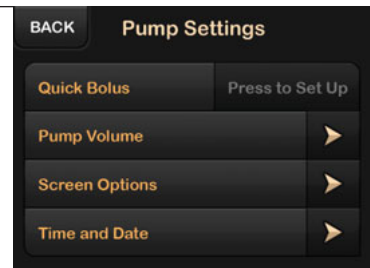 BACK Pump Settings
Quick Bolus Press to Set Up
Pump Volume
Screen Options
Time and Date